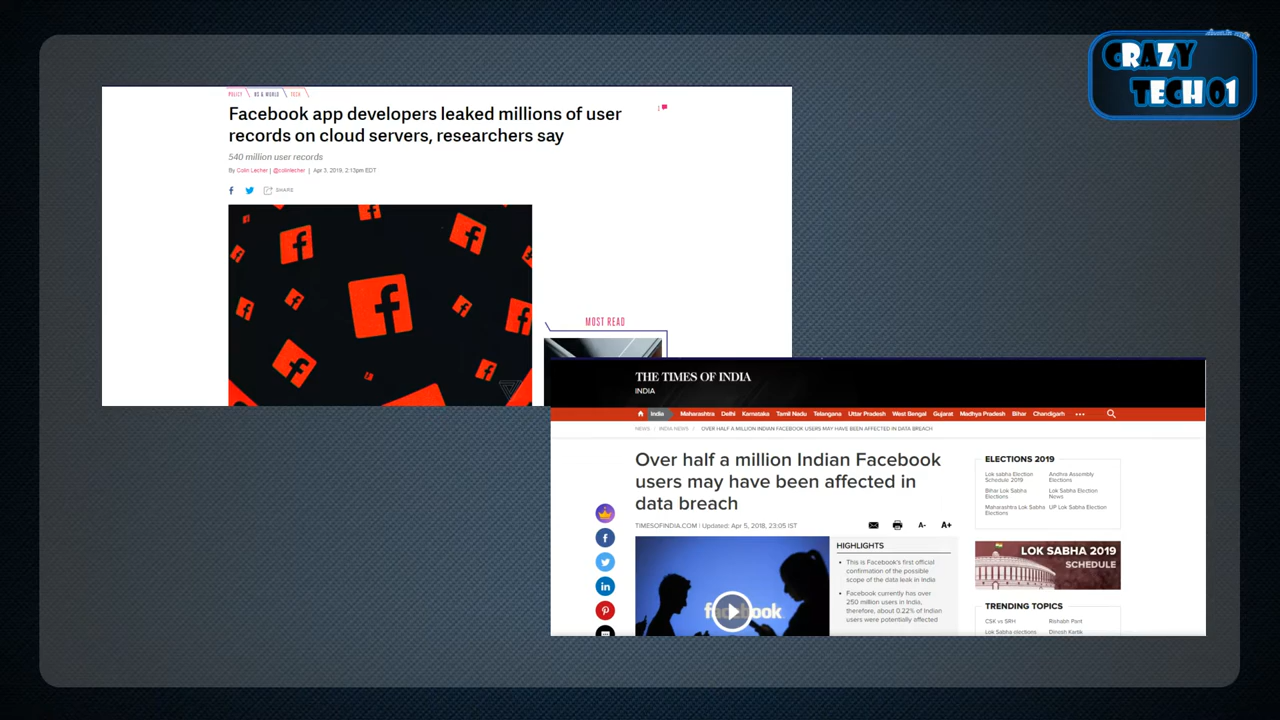 CRAZY
TECH 01
POLICY US & WORLD TECH
Facebook app developers leaked millions of user
records on cloud servers, researchers say
540 million user records
By Colin Lecher | @colinlecher | Apr 3, 2019, 2:13pm EDT
SHARE
MOST READ
THE TIMES OF INDIA
INDIA
India Maharashtra Delhi Karnataka Tamil Nadu Telangana Uttar Pradesh West Bengal Gujarat Madhya Pradesh Bihar Chandigarh
NEWS / INDIA NEWS / OVER HALF A MILLION INDIAN FACEBOOK USERS MAY HAVE BEEN AFFECTED IN DATA BREACH
Over half a million Indian Facebook
users may have been affected in
data breach
TIMESOFINDIA.COM | Updated: Apr 5, 2018, 23:05 IST
A- A+
HIGHLIGHTS
• This is Facebook's first official
confirmation of the possible
scope of the data leak in India
• Facebook currently has over
250 million users in India,
therefore, about 0.22% of Indian
users were potentially affected
ELECTIONS 2019
Lok sabha Election
Schedule 2019
Andhra Assembly
Elections
Bihar Lok Sabha
Elections
Lok Sabha Election
News
Maharashtra Lok Sabha
Elections
UP Lok Sabha Election
LOK SABHA 2019
SCHEDULE
TRENDING TOPICS
CSK vs SRH
Rishabh Pant
Lok Sabha elections
Dinesh Kartik